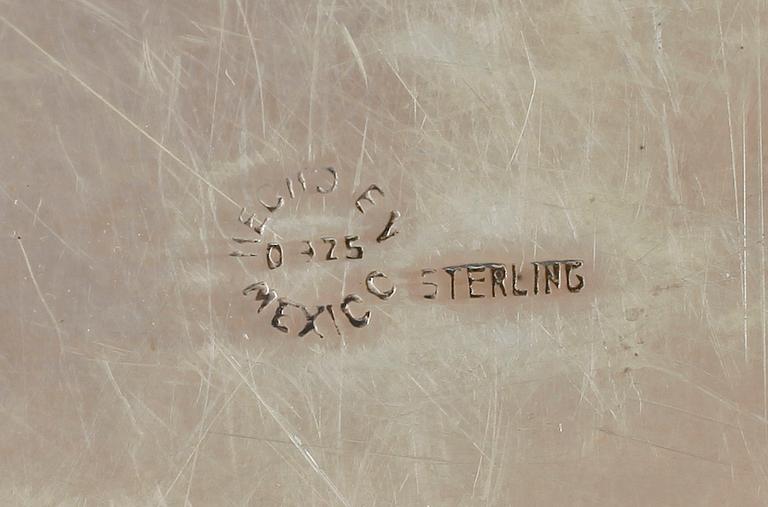 HECHO EN
0.925
MEXICO
STERLING